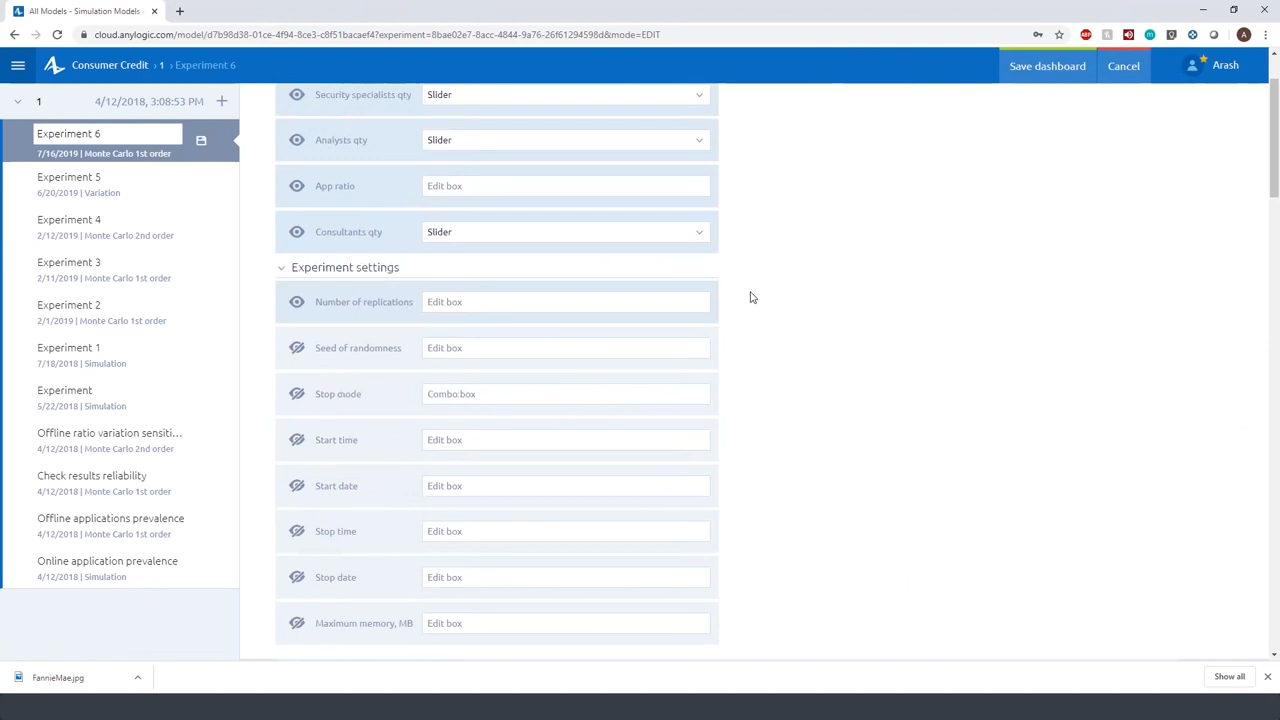 All Models - Simulation Models
cloud.anylogic.com/model/d7b98d38-01ce-4f94-8ce3-c8f51bacaef4?experiment=8bae02e7-8acc-4844-9a76-26f61294598d&mode=EDIT
ABP
A
Consumer Credit › 1 › Experiment 6
Save dashboard
Cancel
Arash
1
4/12/2018, 3:08:53 PM
Experiment 6
7/16/2019 | Monte Carlo 1st order
Experiment 5
6/20/2019 | Variation
Experiment 4
2/12/2019 | Monte Carlo 2nd order
Experiment 3
2/11/2019 | Monte Carlo 1st order
Experiment 2
2/1/2019 | Monte Carlo 1st order
Experiment 1
7/18/2018 | Simulation
Experiment
5/22/2018 | Simulation
Offline ratio variation sensiti...
4/12/2018 | Monte Carlo 2nd order
Check results reliability
4/12/2018 | Monte Carlo 1st order
Offline applications prevalence
4/12/2018 | Monte Carlo 1st order
Online application prevalence
4/12/2018 | Simulation
Security specialists qty Slider
Analysts qty Slider
App ratio Edit box
Consultants qty Slider
Experiment settings
Number of replications Edit box
Seed of randomness Edit box
Stop mode Combo box
Start time Edit box
Start date Edit box
Stop time Edit box
Stop date Edit box
Maximum memory, MB Edit box
FannieMae.jpg
Show all